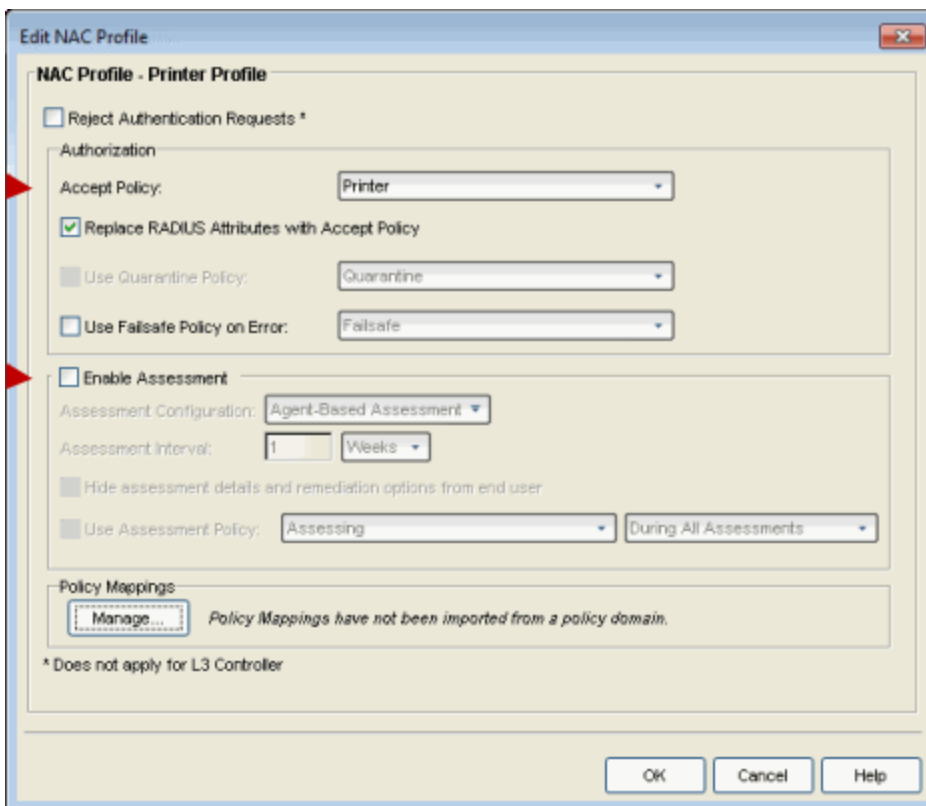 Edit NAC Profile
NAC Profile - Printer Profile
Reject Authentication Requests *
Authorization
Accept Policy: Printer
Replace RADIUS Attributes with Accept Policy
Use Quarantine Policy: Quarantine
Use Failsafe Policy on Error: Failsafe
Enable Assessment
Assessment Configuration: Agent-Based Assessment
Assessment Interval: 1 Weeks
Hide assessment details and remediation options from end user
Use Assessment Policy: Assessing During All Assessments
Policy Mappings
Manage... Policy Mappings have not been imported from a policy domain.
* Does not apply for L3 Controller
OK Cancel Help